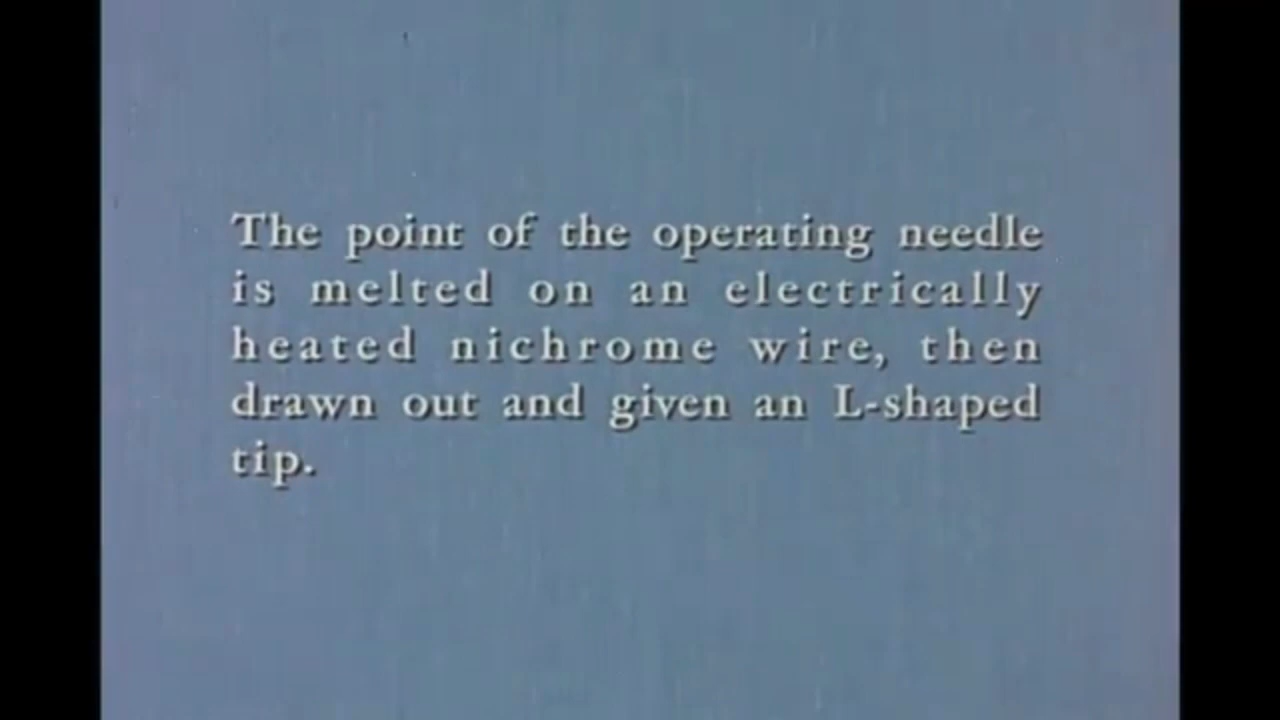 The point of the operating needle
is melted on an electrically
heated nichrome wire, then
drawn out and given an L-shaped
tip.